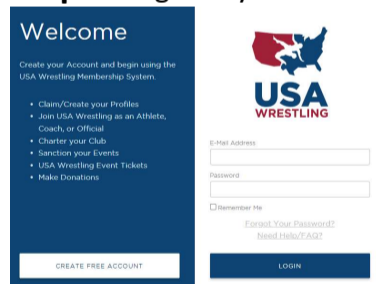 Welcome
Create your Account and begin using the
USA Wrestling Membership System.
• Claim/Create your Profiles
• Join USA Wrestling as an Athlete,
Coach, or Official
• Charter your Club
• Sanction your Events
• USA Wrestling Event Tickets
• Make Donations
CREATE FREE ACCOUNT
USA
WRESTLING
E-Mail Address
Password
Remember Me
Forgot Your Password?
Need Help/FAQ?
LOGIN